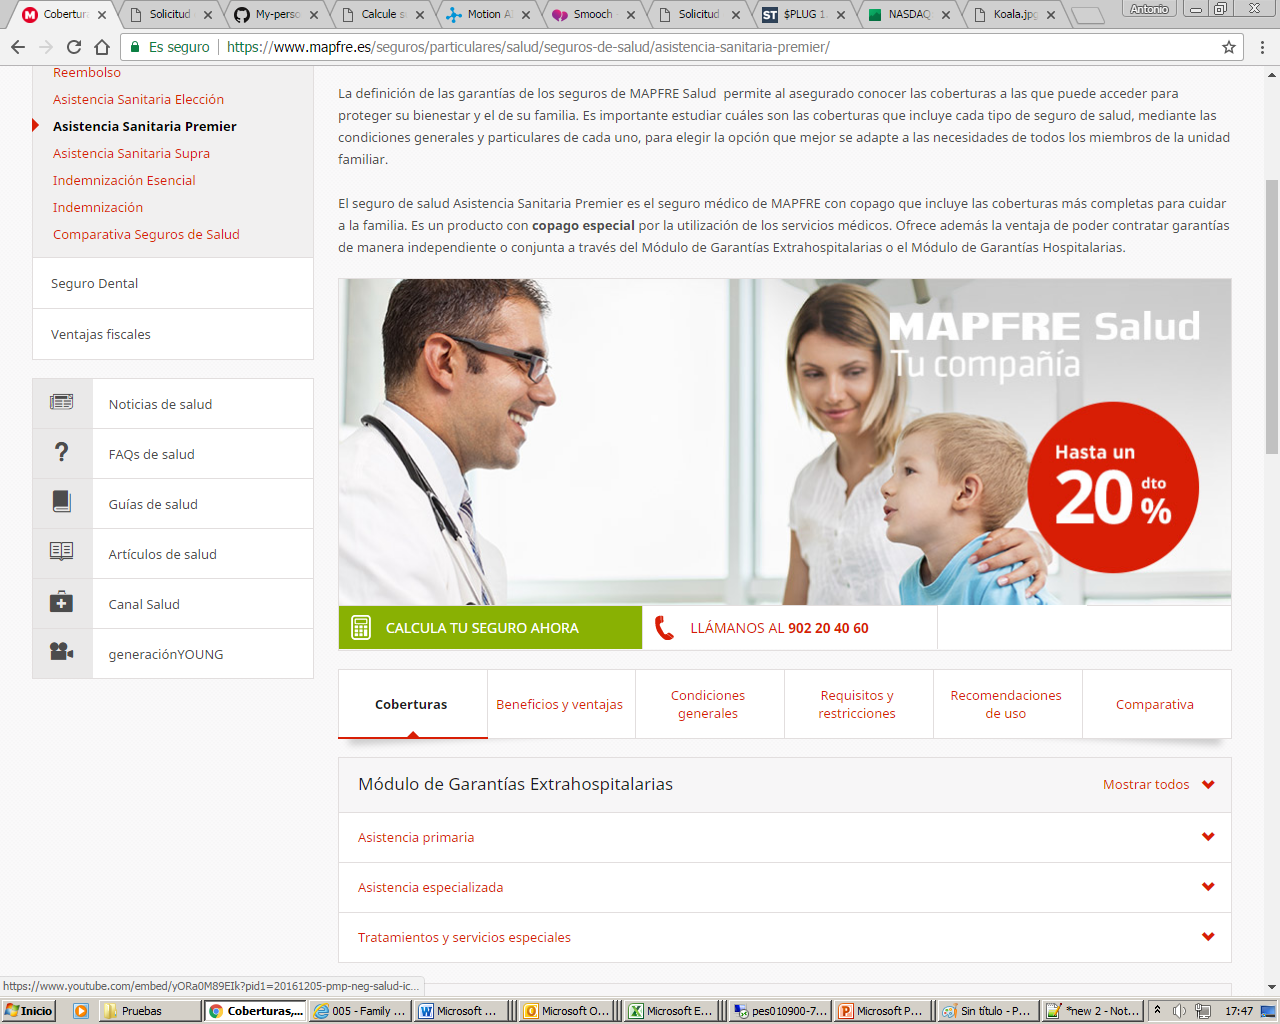 Cobertura
Solicitud
My-perso
Calcule s
Motion A
Smooch
Solicitud
$PLUG 1.
NASDAQ
Koala.jpg
Antonio
Es seguro
https://www.mapfre.es/seguros/particulares/salud/seguros-de-salud/asistencia-sanitaria-premier/
Reembolso
Asistencia Sanitaria Elección
Asistencia Sanitaria Premier
Asistencia Sanitaria Supra
Indemnización Esencial
Indemnización
Comparativa Seguros de Salud
Seguro Dental
Ventajas fiscales
Noticias de salud
FAQs de salud
Guías de salud
Artículos de salud
Canal Salud
generaciónYOUNG
La definición de las garantías de los seguros de MAPFRE Salud permite al asegurado conocer las coberturas a las que puede acceder para
proteger su bienestar y el de su familia. Es importante estudiar cuáles son las coberturas que incluye cada tipo de seguro de salud, mediante las
condiciones generales y particulares de cada uno, para elegir la opción que mejor se adapte a las necesidades de todos los miembros de la unidad
familiar.
El seguro de salud Asistencia Sanitaria Premier es el seguro médico de MAPFRE con copago que incluye las coberturas más completas para cuidar
a la familia. Es un producto con copago especial por la utilización de los servicios médicos. Ofrece además la ventaja de poder contratar garantías
de manera independiente o conjunta a través del Módulo de Garantías Extrahospitalarias o el Módulo de Garantías Hospitalarias.
MAPFRE Salud
Tu compañía
Hasta un
20 dto %
CALCULA TU SEGURO AHORA
LLÁMANOS AL 902 20 40 60
Coberturas
Beneficios y ventajas
Condiciones
generales
Requisitos y
restricciones
Recomendaciones
de uso
Comparativa
Módulo de Garantías Extrahospitalarias
Mostrar todos
Asistencia primaria
Asistencia especializada
Tratamientos y servicios especiales
https://www.youtube.com/embed/yORa0M89EIk?pid1=20161205-pmp-neg-salud-ic...
Inicio
Pruebas
Coberturas,...
005 - Family ...
Microsoft W...
Microsoft O...
Microsoft E...
pes010900-7...
Microsoft P...
Sin título - P...
*new 2 - Not...
17:47